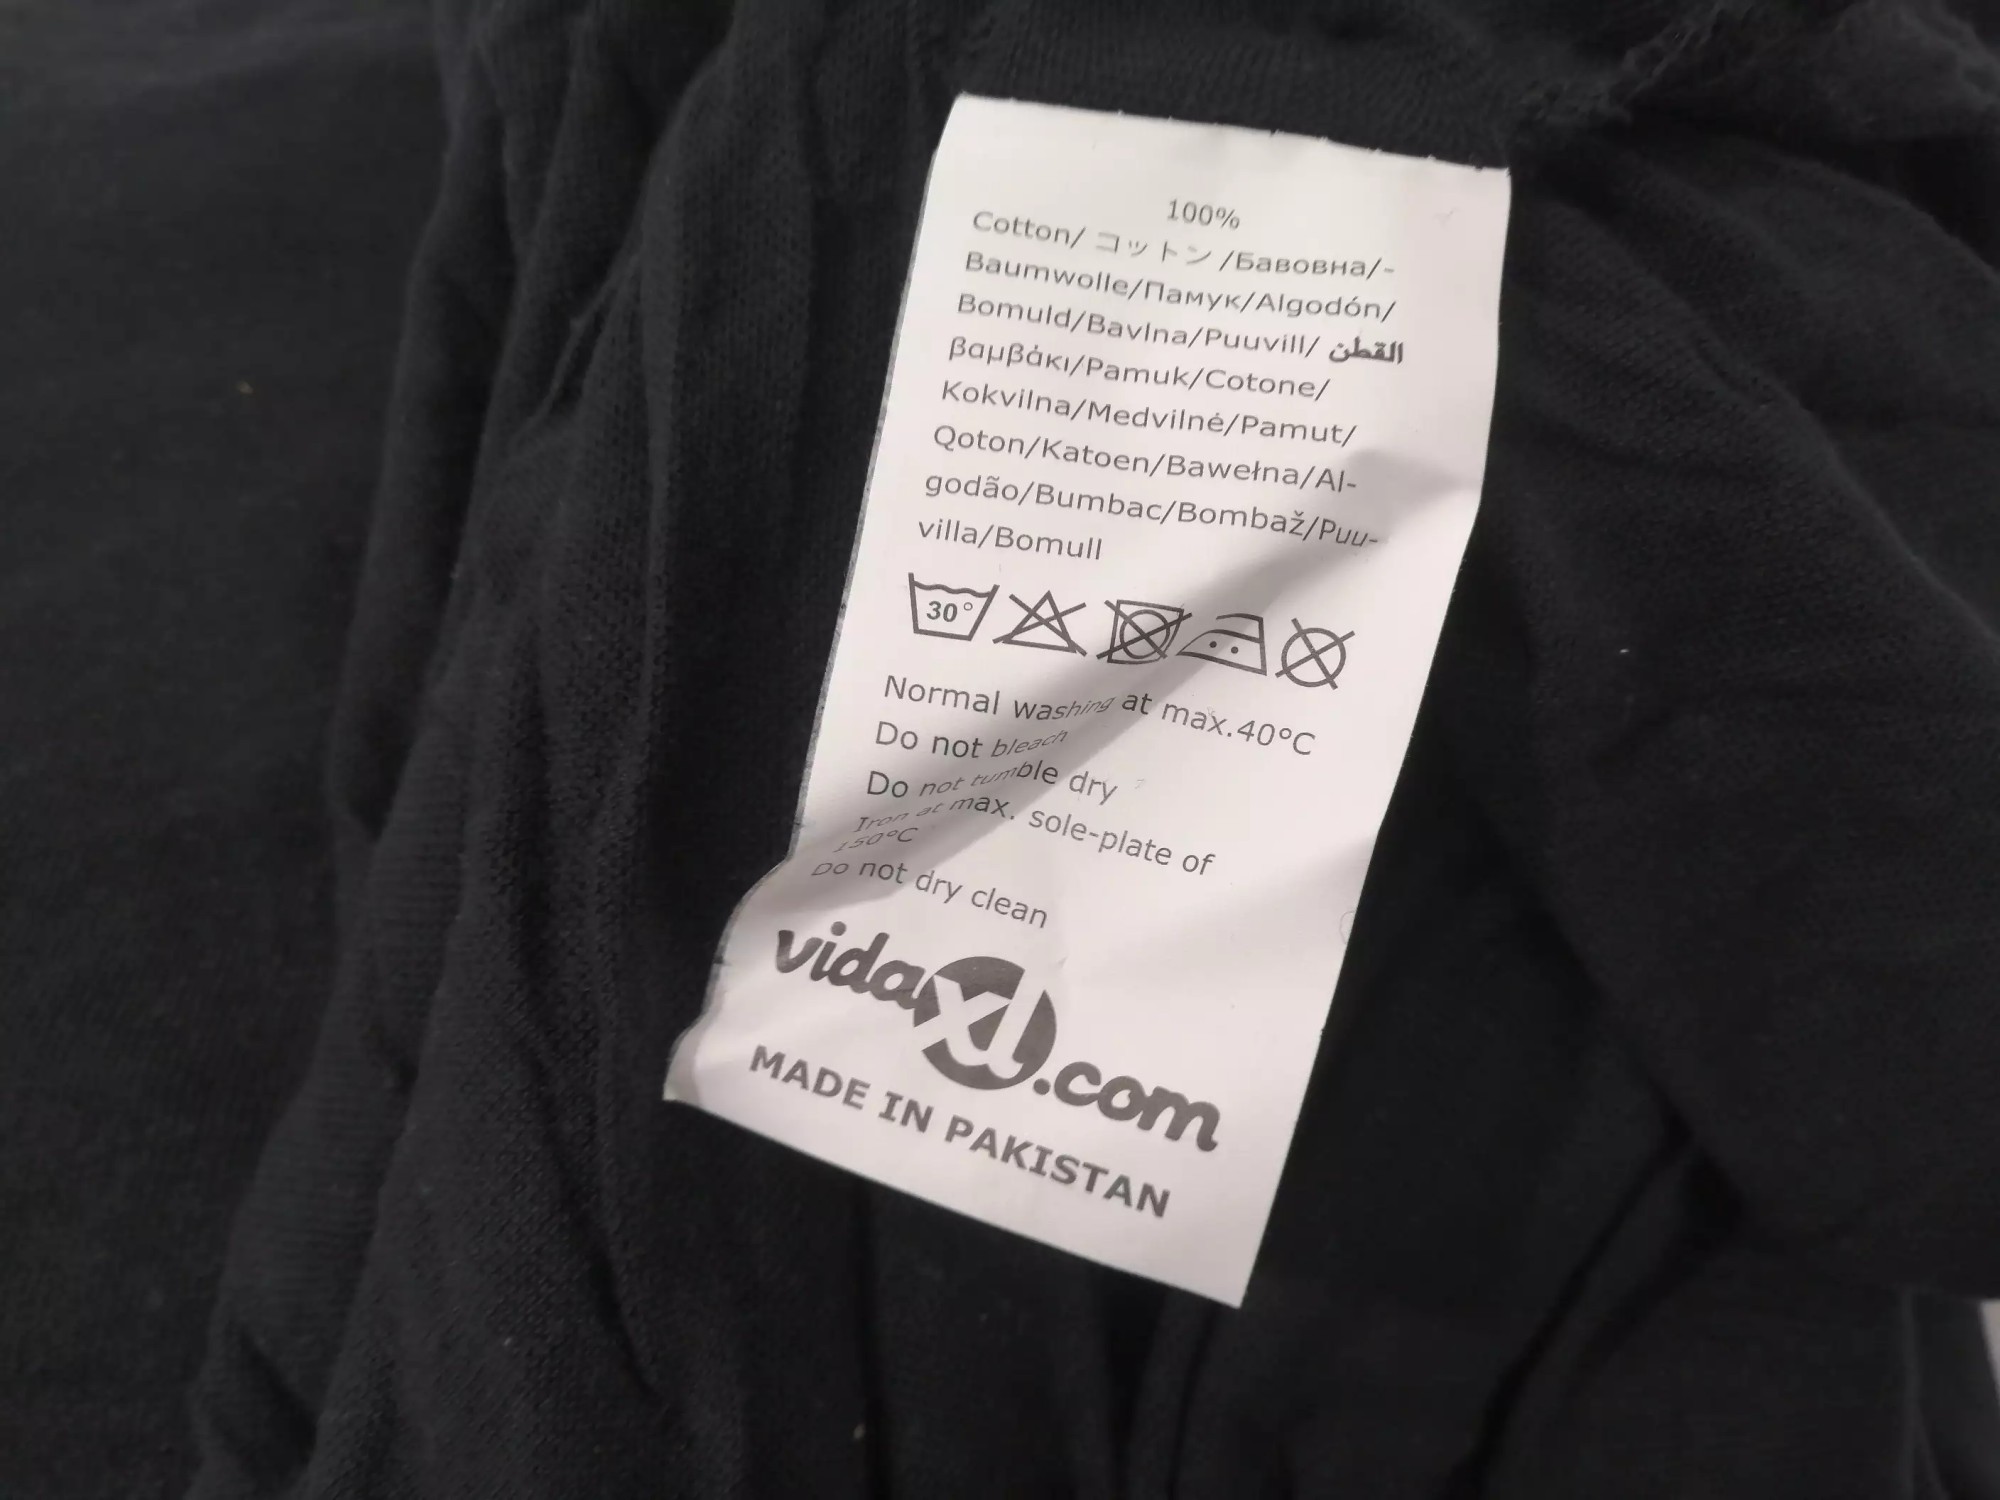 100%
Cotton/ コットン /Бавовна/-
Baumwolle/Памук/Algodón/
Bomuld/Bavlna/Puuvill/ القطن
βαμβάκι/Pamuk/Cotone/
Kokvilna/Medvilnė/Pamut/
Qoton/Katoen/Bawełna/Al-
godão/Bumbac/Bombaž/Puu-
villa/Bomull
30°
Normal washing at max.40°C
Do not bleach
Do not tumble dry
Iron at max. sole-plate of
150°C
Do not dry clean
vidaXL.com
MADE IN PAKISTAN